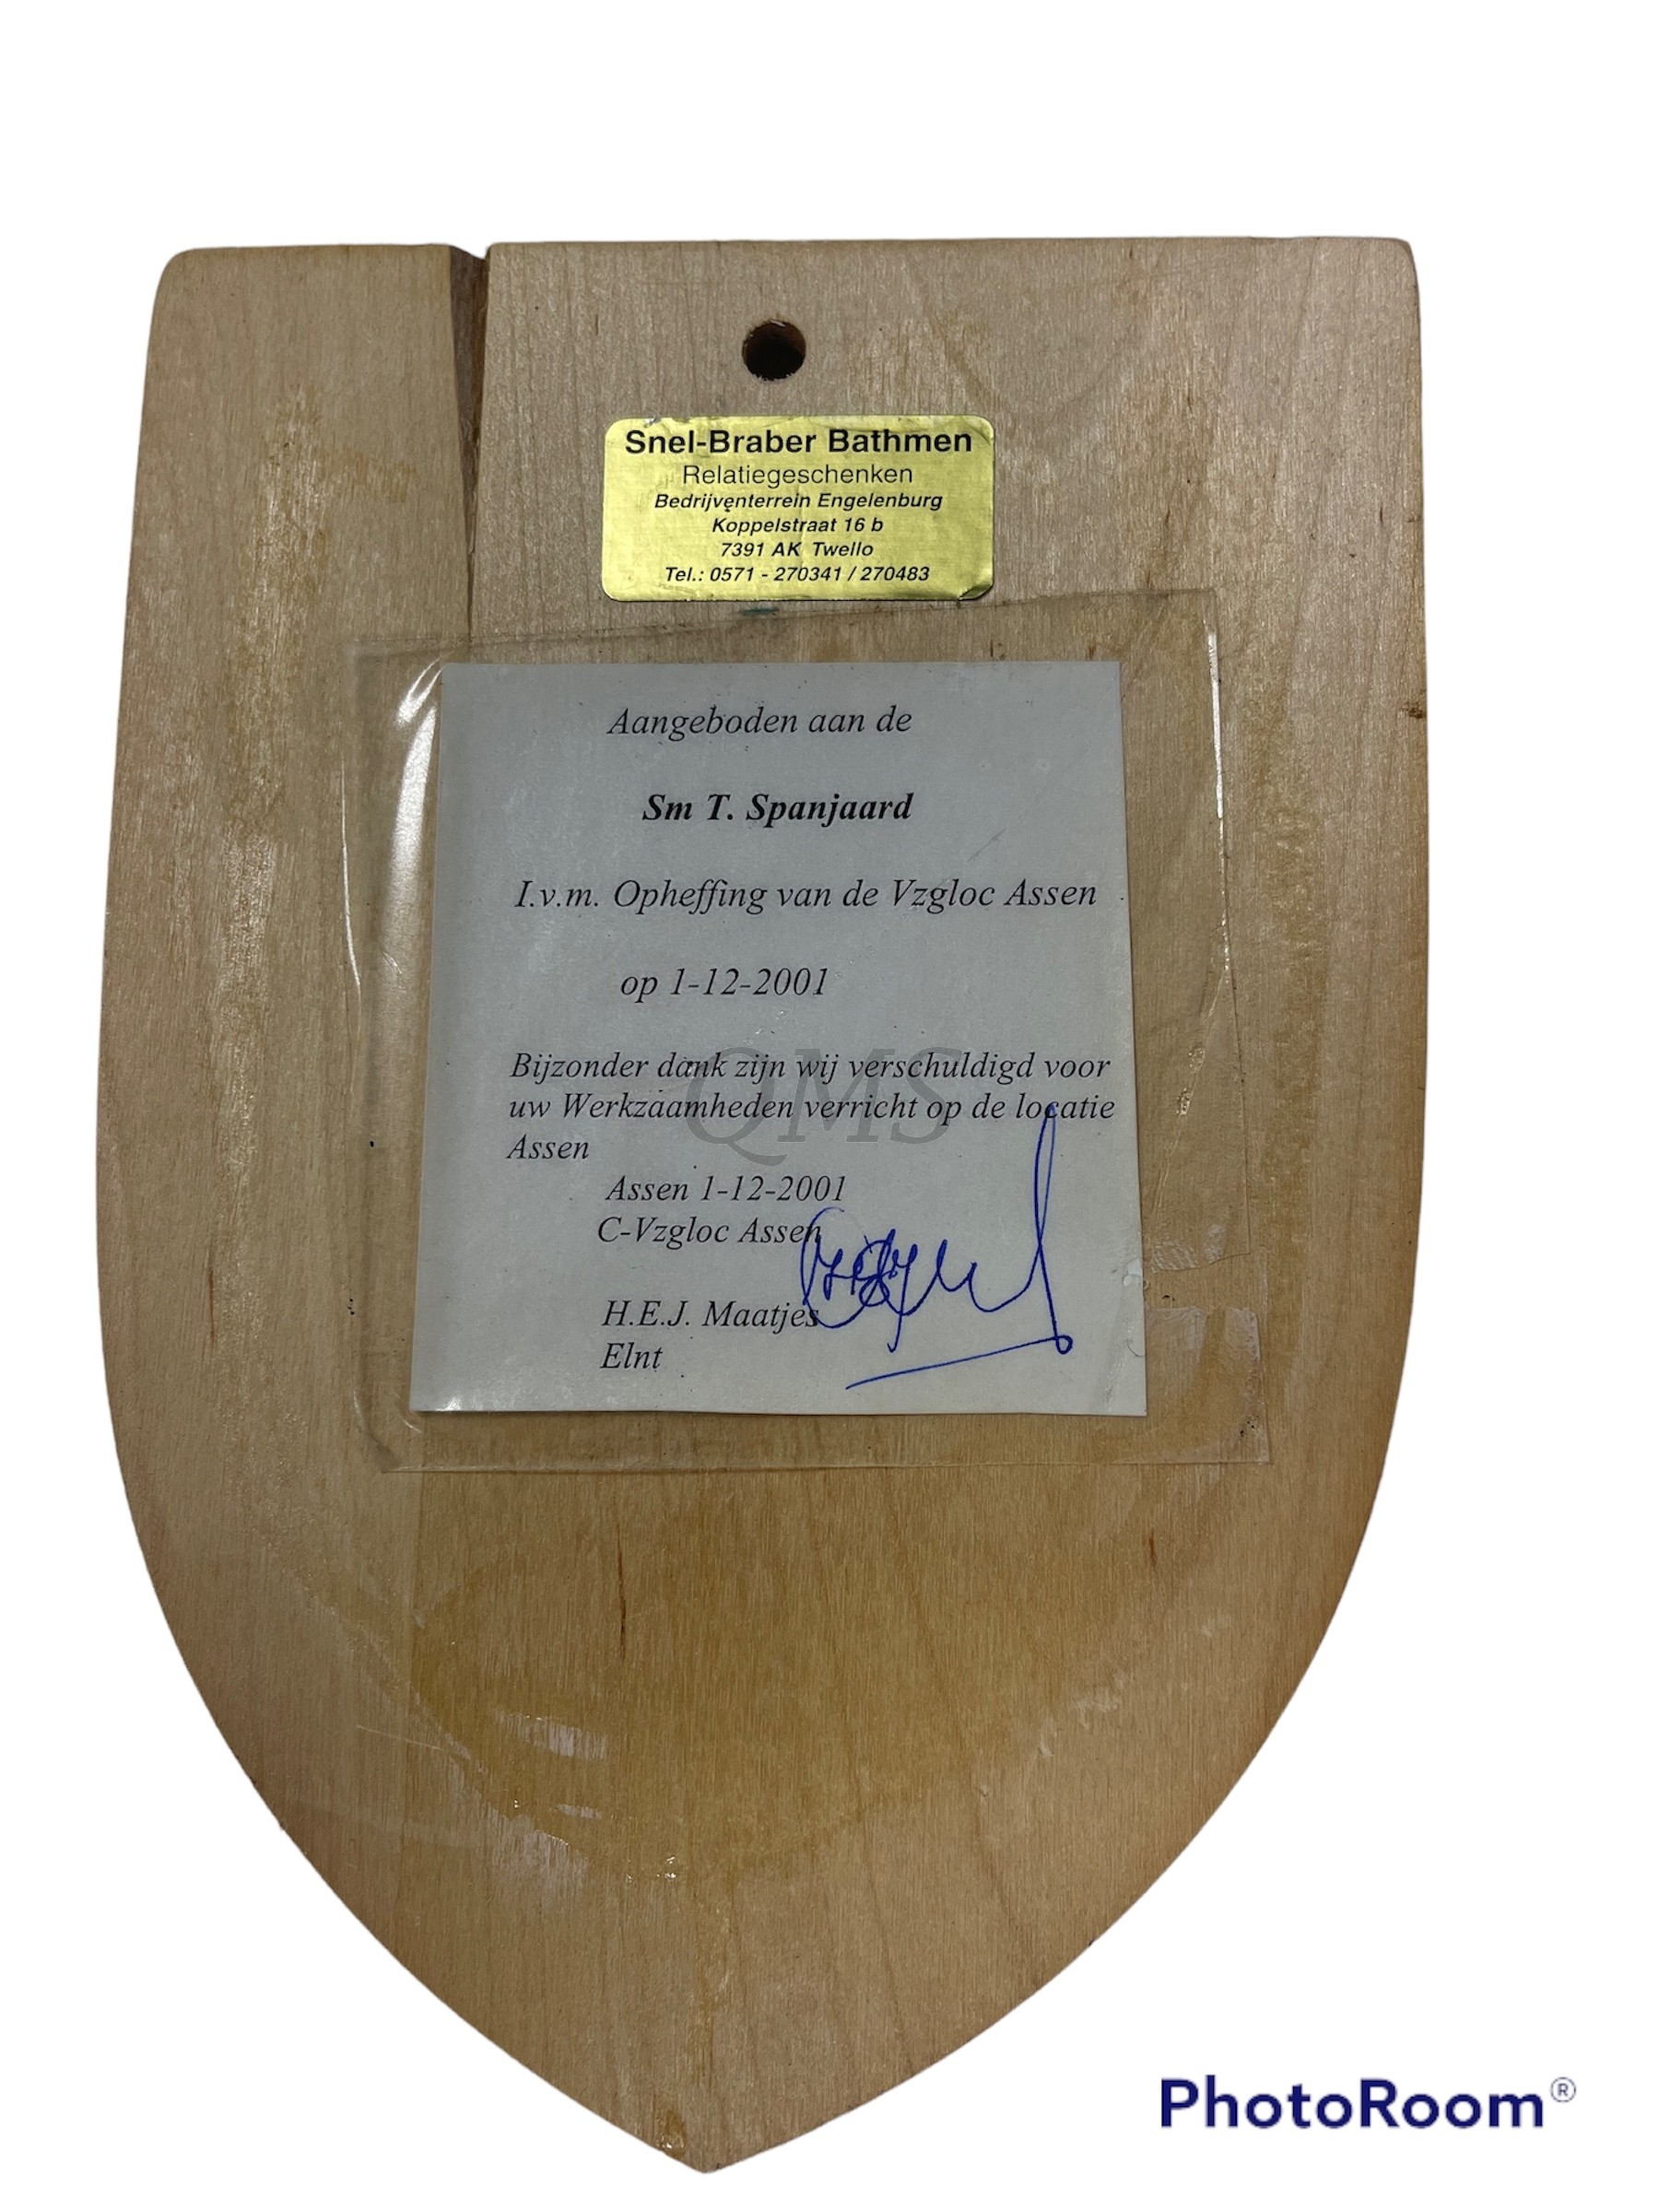 Snel-Braber Bathmen
Relatiegeschenken
Bedrijventerrein Engelenburg
Koppelstraat 16 b
7391 AK Twello
Tel.: 0571 - 270341 / 270483
Aangeboden aan de
Sm T. Spanjaard
I.v.m. Opheffing van de Vzgloc Assen
op 1-12-2001
Bijzonder dank zijn wij verschuldigd voor
uw Werkzaamheden verricht op de locatie
Assen
QMS
Assen 1-12-2001
C-Vzgloc Assen
H.E.J. Maatjes
Elnt
PhotoRoom®